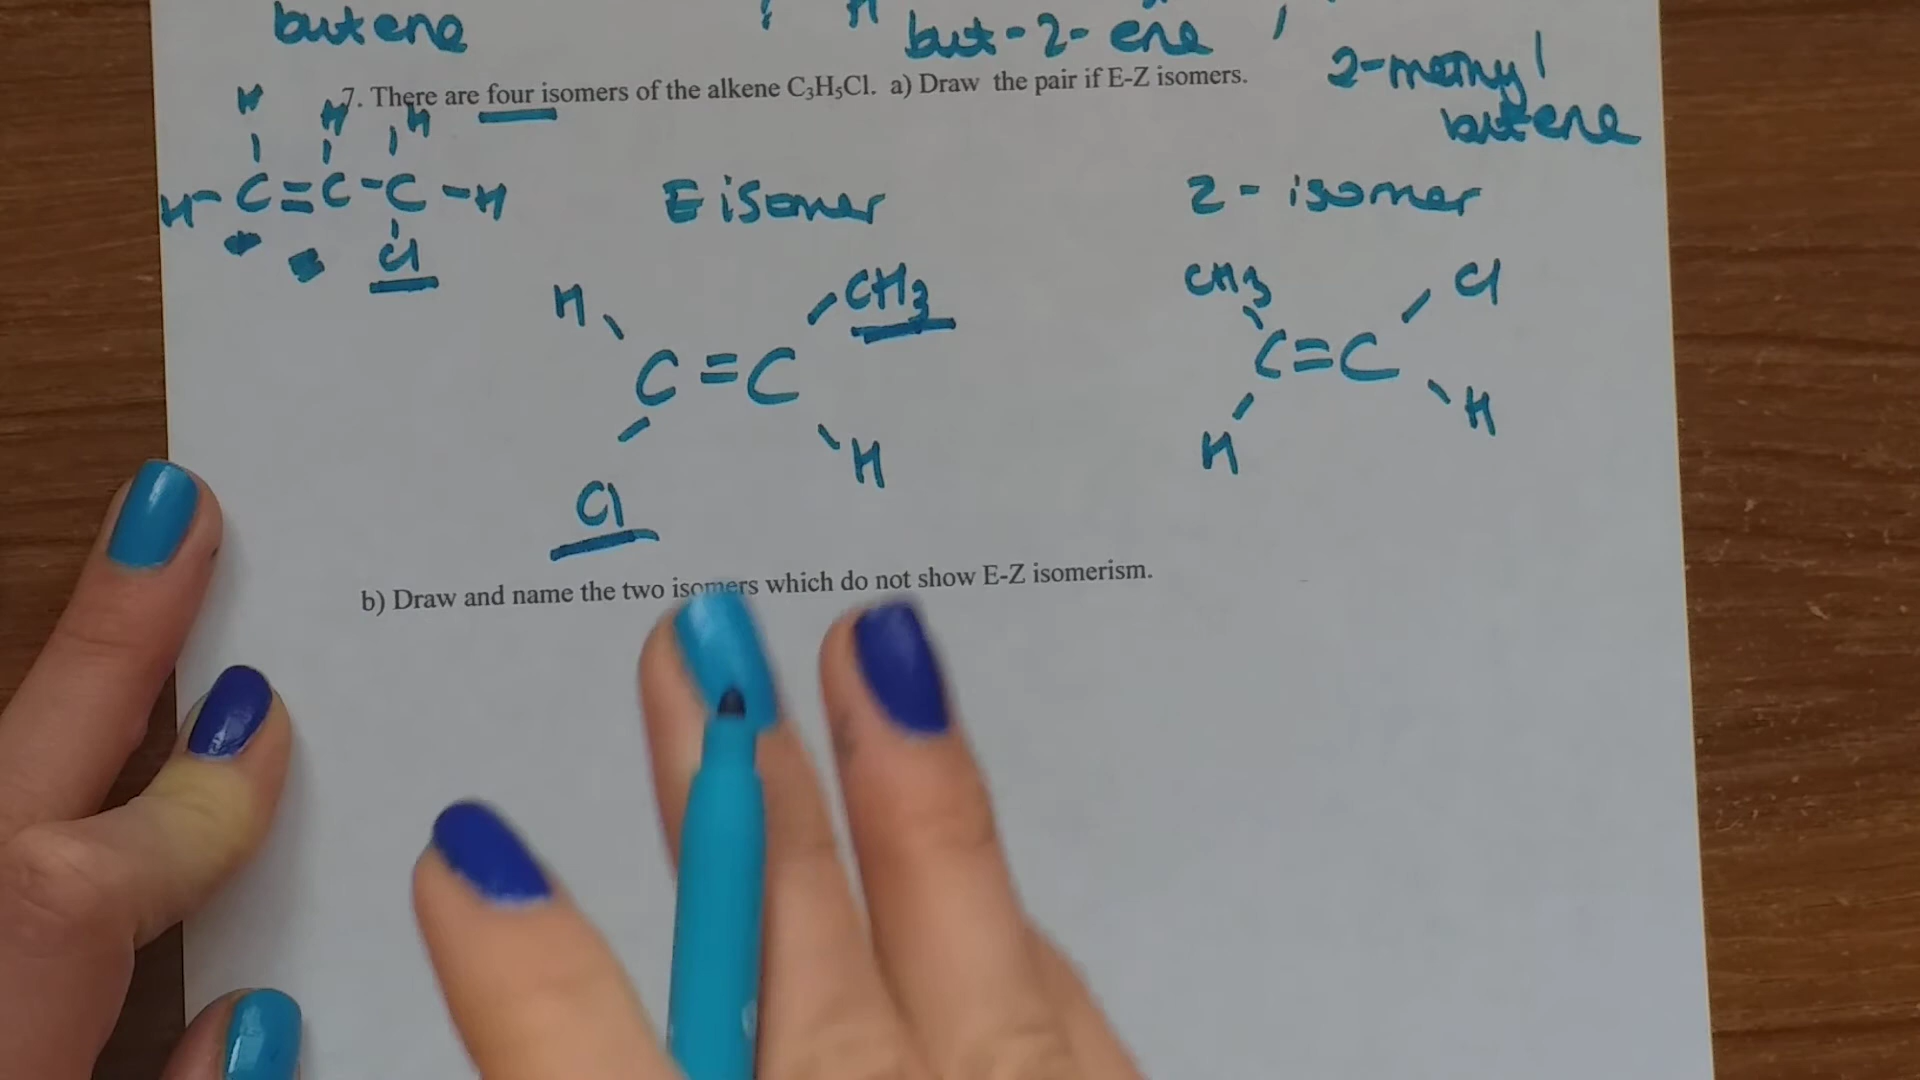 butene
but-2-ene
2-methyl
butene
7. There are four isomers of the alkene C₃H₅Cl. a) Draw the pair if E-Z isomers.
H H H
H-C=C-C-H
Cl
E isomer
H CH₃
C=C
Cl H
Z-isomer
CH₃ Cl
C=C
H H
b) Draw and name the two isomers which do not show E-Z isomerism.